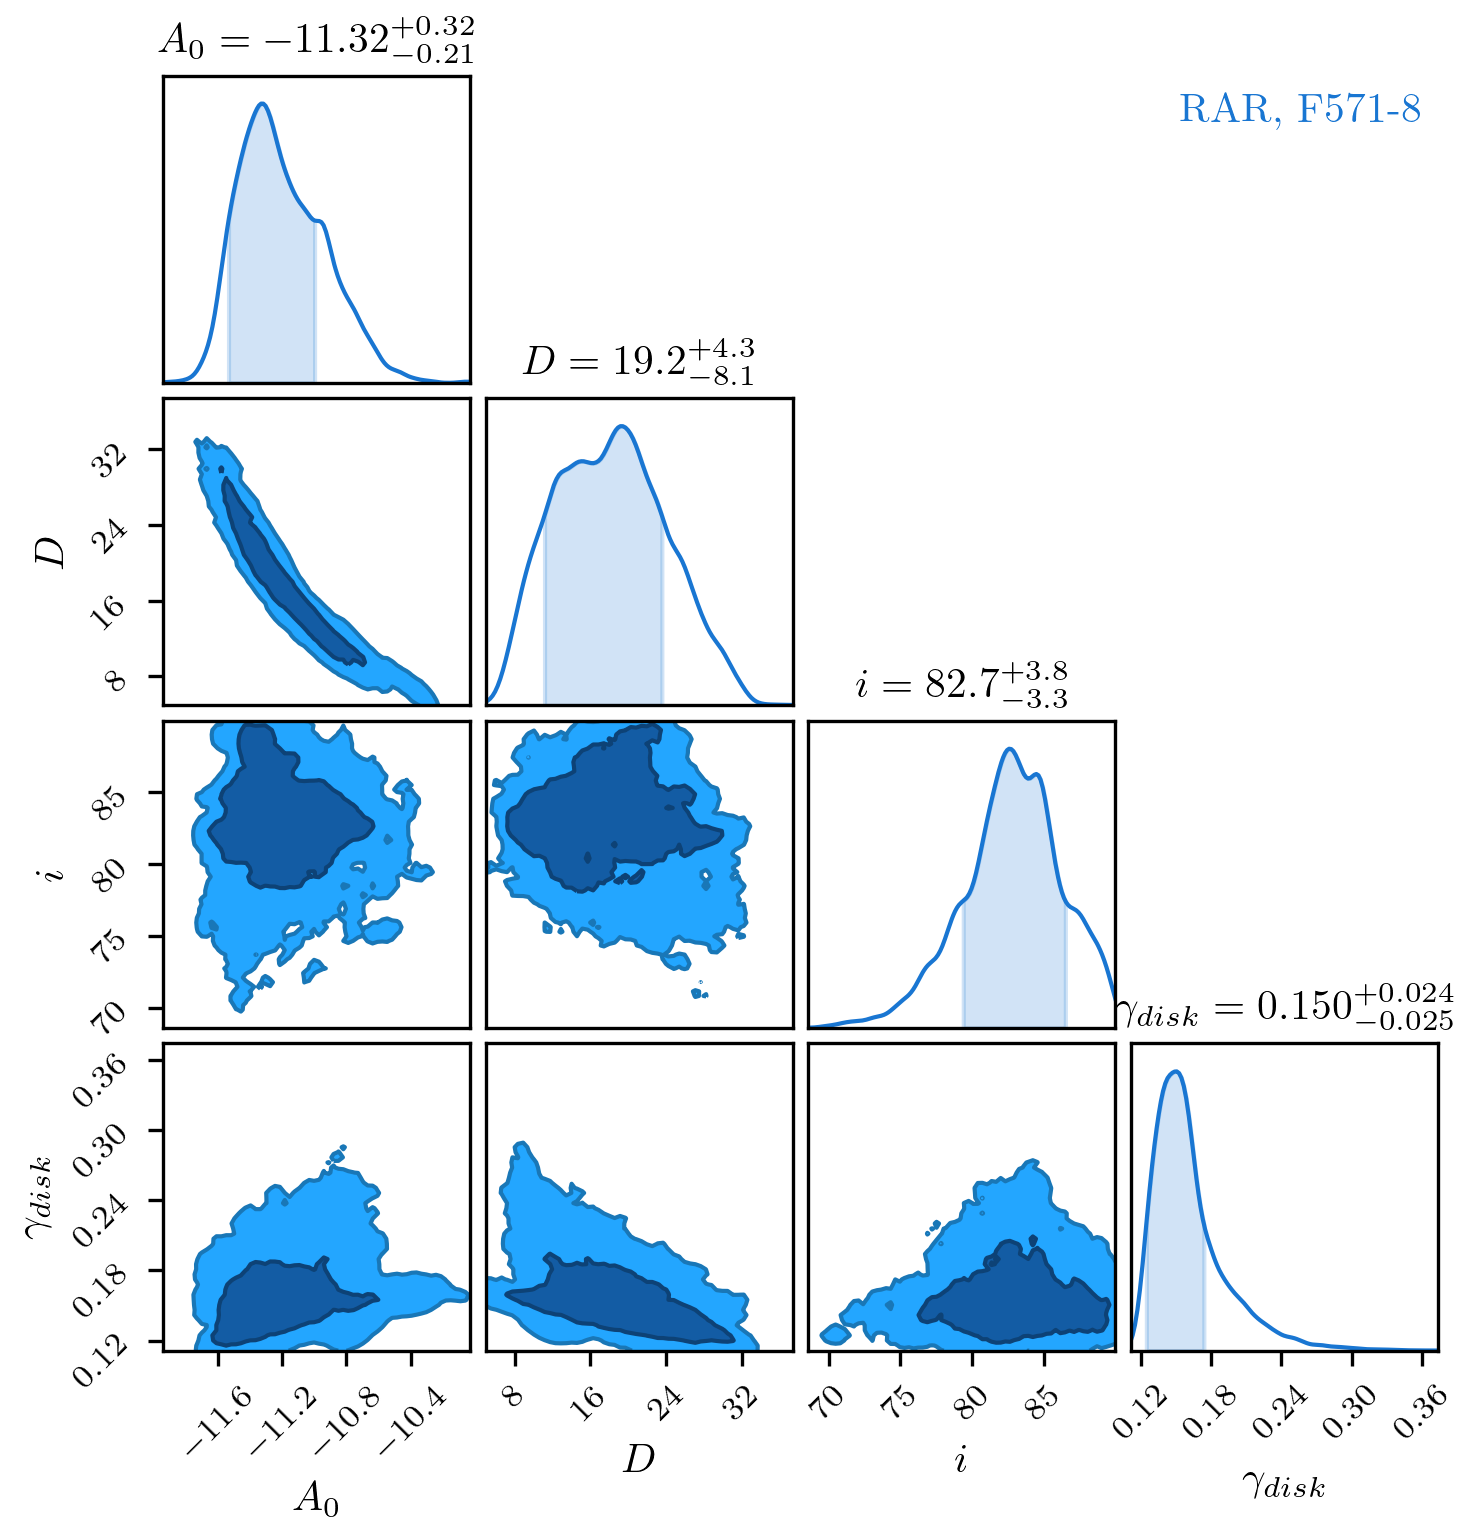 A_0 = −11.32^{+0.32}_{−0.21}
RAR, F571-8
D = 19.2^{+4.3}_{−8.1}
32
24
16
8
D
i = 82.7^{+3.8}_{−3.3}
85
80
75
70
i
γ_{disk} = 0.150^{+0.024}_{−0.025}
0.36
0.30
0.24
0.18
0.12
γ_{disk}
−11.6 −11.2 −10.8 −10.4
8 16 24 32
70 75 80 85
0.12 0.18 0.24 0.30 0.36
A_0
D
i
γ_{disk}